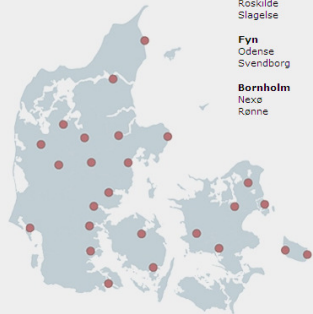 Roskilde
Slagelse
Fyn
Odense
Svendborg
Bornholm
Nexø
Rønne